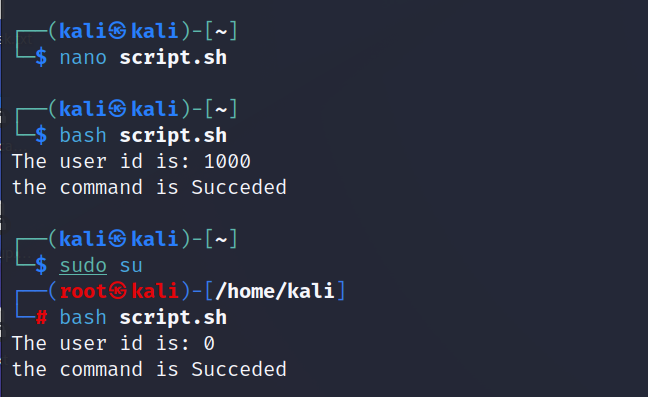 ┌──(kali㉿kali)-[~]
└─$ nano script.sh
┌──(kali㉿kali)-[~]
└─$ bash script.sh
The user id is: 1000
the command is Succeded
┌──(kali㉿kali)-[~]
└─$ sudo su
┌──(root㉿kali)-[/home/kali]
└─# bash script.sh
The user id is: 0
the command is Succeded